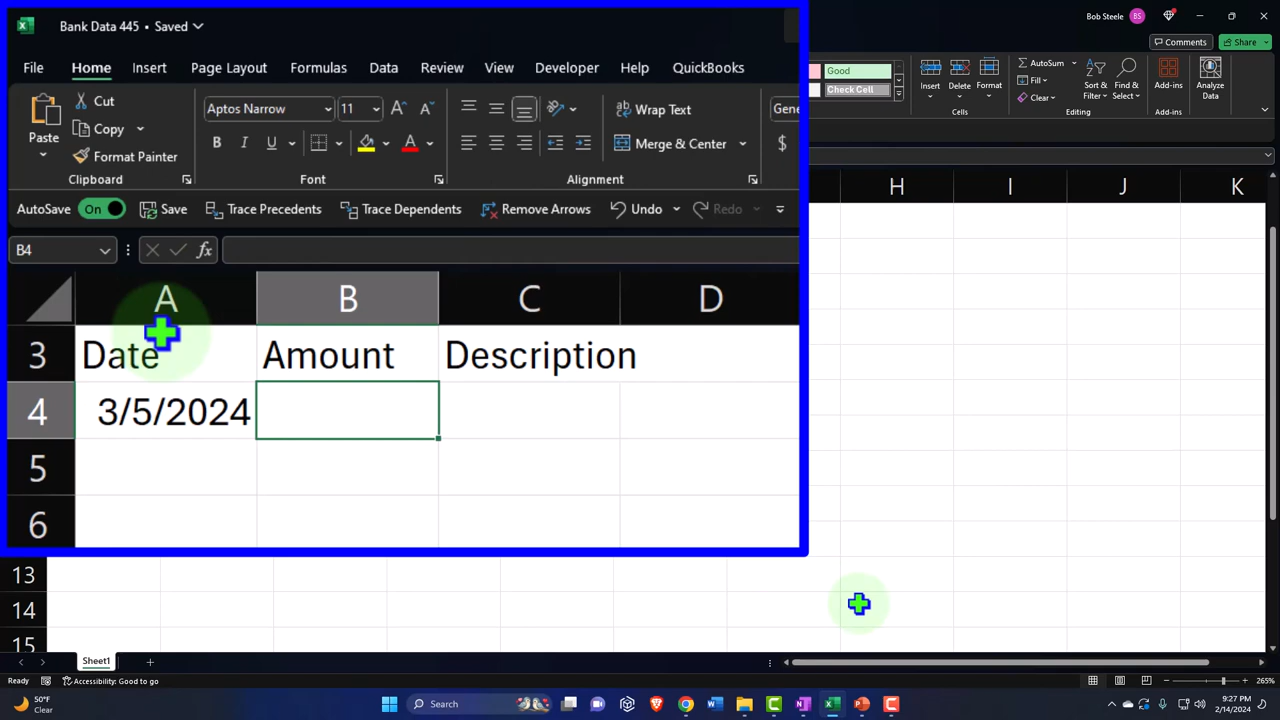 Bank Data 445 • Saved
Bob Steele BS
File Home Insert Page Layout Formulas Data Review View Developer Help QuickBooks
Comments Share
Cut
Copy
Format Painter
Paste
Clipboard
Aptos Narrow 11
B I U A
Font
Wrap Text
Merge & Center
Alignment
Gene
$
Good
Check Cell
Insert Delete Format
Cells
AutoSum
Fill
Clear
Sort & Filter
Find & Select
Editing
Add-ins
Add-ins
Analyze Data
AutoSave On Save Trace Precedents Trace Dependents Remove Arrows Undo Redo
B4 fx
A B C D H I J K
3 Date Amount Description
4 3/5/2024
5
6
13
14
15
Sheet1
Ready Accessibility: Good to go 265%
50°F
Clear
Search
9:27 PM
2/14/2024